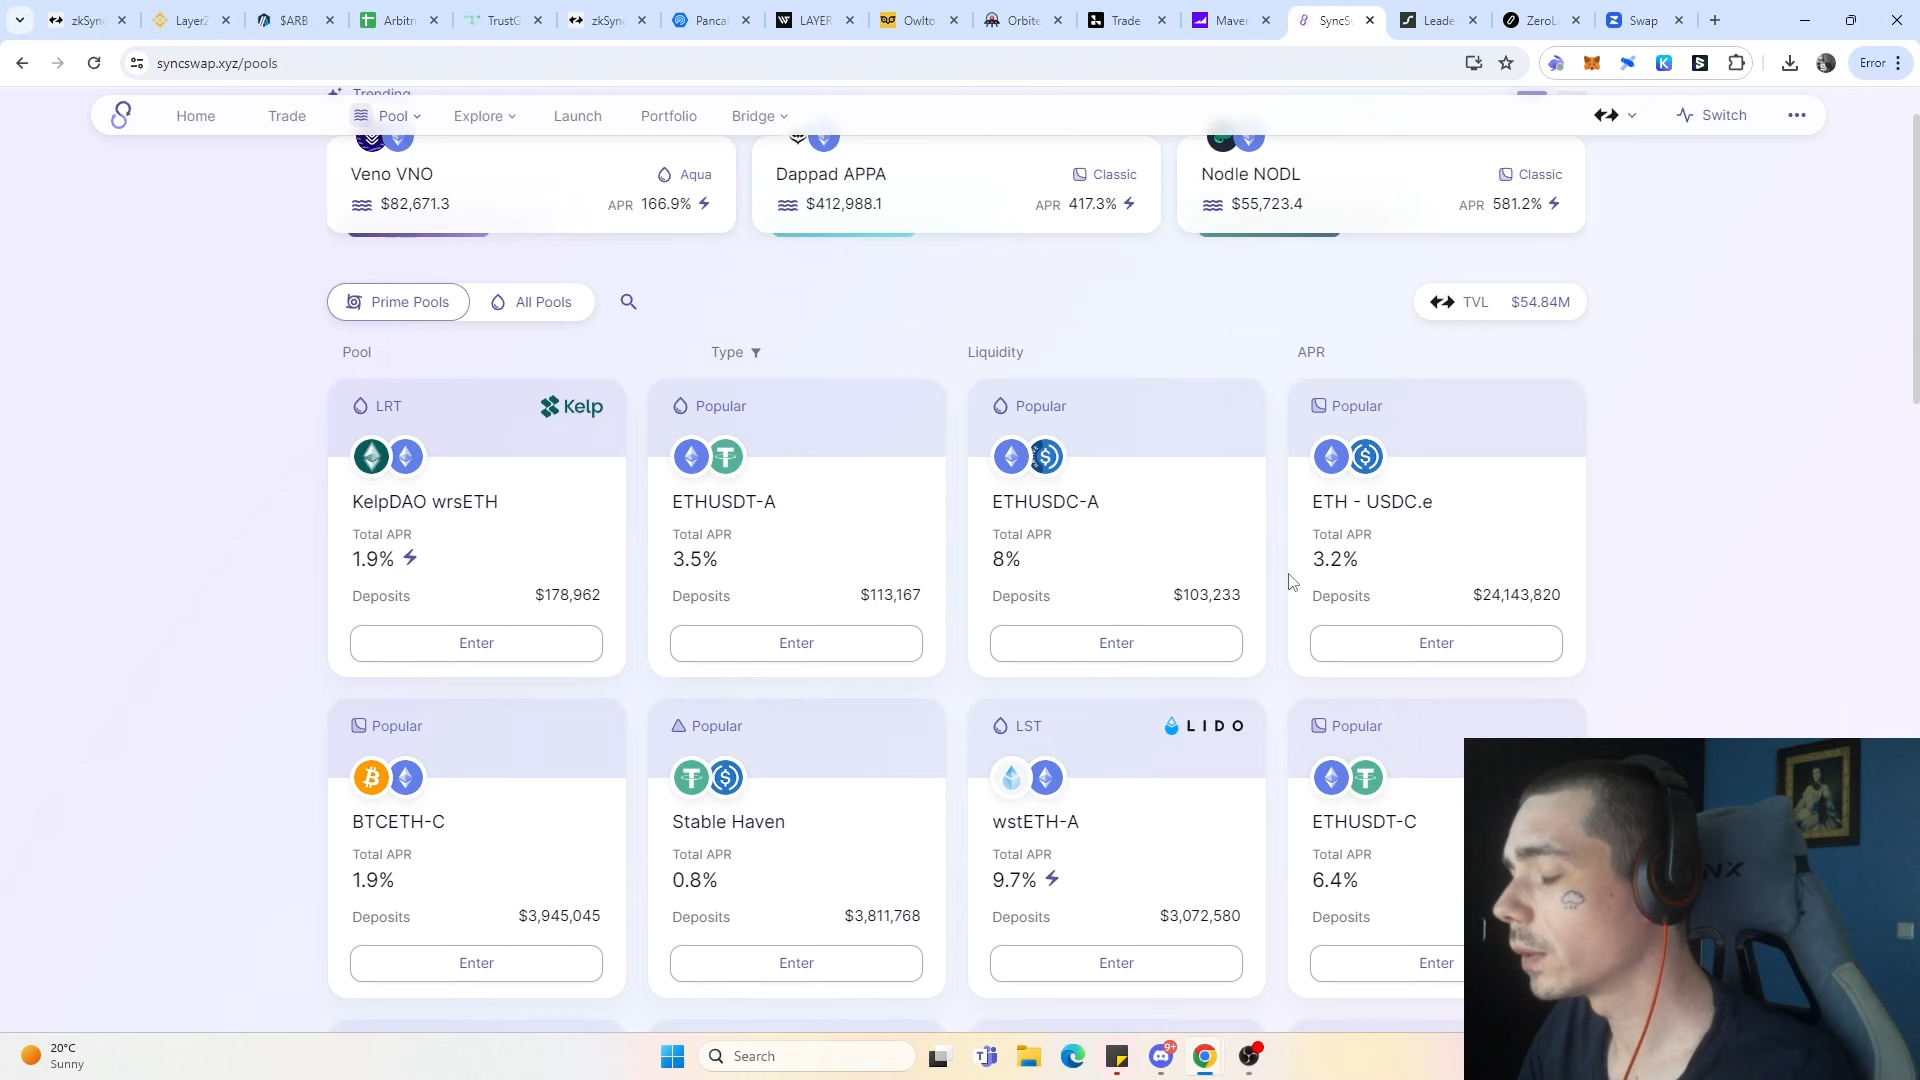 zkSyn
Layer
$ARB
Arbitru
TrustG
zkSync
Panca
LAYER
Owlto
Orbite
Trade
Maver
SyncS
Leade
ZeroL
Swap
syncswap.xyz/pools
Error
Trending
Home
Trade
Pool
Explore
Launch
Portfolio
Bridge
Switch
Veno VNO
Aqua
$82,671.3
APR 166.9%
Dappad APPA
Classic
$412,988.1
APR 417.3%
Nodle NODL
Classic
$55,723.4
APR 581.2%
Prime Pools
All Pools
TVL $54.84M
Pool
Type
Liquidity
APR
LRT
Kelp
KelpDAO wrsETH
Total APR
1.9%
Deposits $178,962
Enter
Popular
ETHUSDT-A
Total APR
3.5%
Deposits $113,167
Enter
Popular
ETHUSDC-A
Total APR
8%
Deposits $103,233
Enter
Popular
ETH - USDC.e
Total APR
3.2%
Deposits $24,143,820
Enter
Popular
BTCETH-C
Total APR
1.9%
Deposits $3,945,045
Enter
Popular
Stable Haven
Total APR
0.8%
Deposits $3,811,768
Enter
LST
LIDO
wstETH-A
Total APR
9.7%
Deposits $3,072,580
Enter
Popular
ETHUSDT-C
Total APR
6.4%
Deposits
Enter
NX
20°C
Sunny
Search
9+